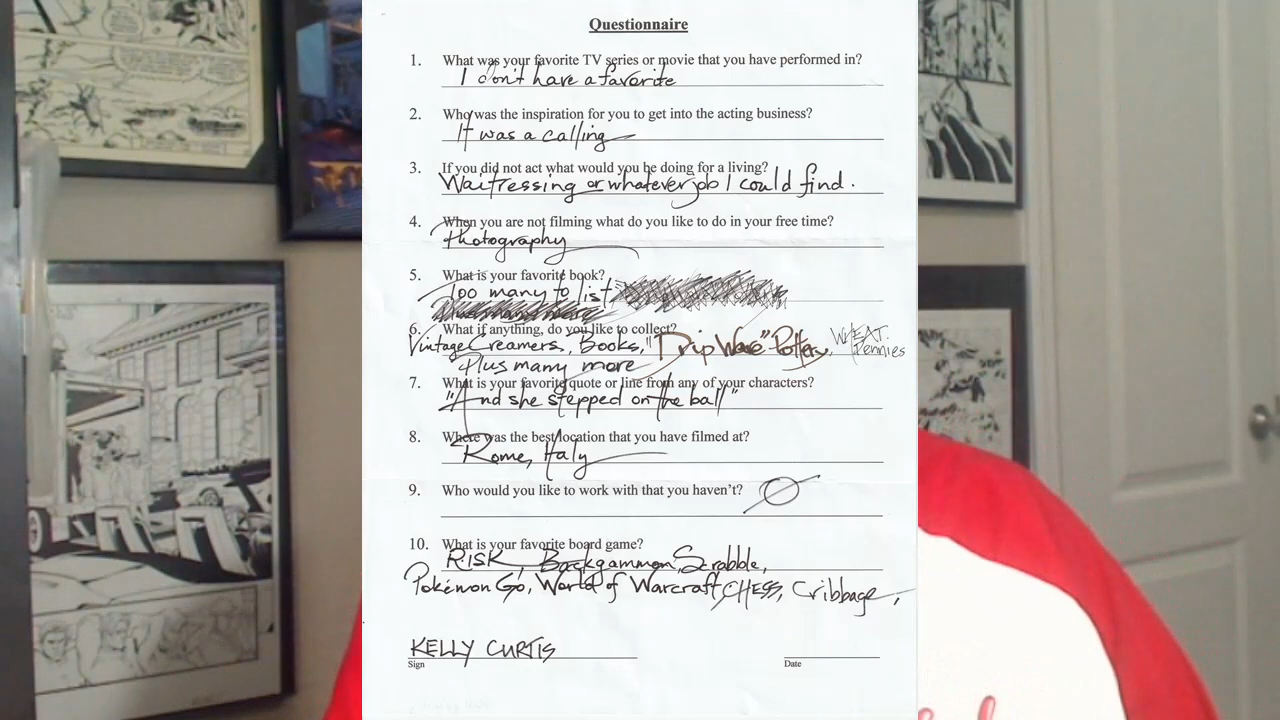 Questionnaire
1. What was your favorite TV series or movie that you have performed in?
I don't have a favorite
2. Who was the inspiration for you to get into the acting business?
It was a calling
3. If you did not act what would you be doing for a living?
Waitressing or whatever job I could find.
4. When you are not filming what do you like to do in your free time?
Photography
5. What is your favorite book?
Too many to list
6. What if anything, do you like to collect?
Vintage Creamers, Books, "Drip Ware" Pottery, WHEAT Pennies
Plus many more
7. What is your favorite quote or line from any of your characters?
"And she stepped on the ball"
8. Where was the best location that you have filmed at?
Rome, Italy
9. Who would you like to work with that you haven't?
10. What is your favorite board game?
RISK, Backgammon, Scrabble,
Pokémon Go, World of Warcraft, CHESS, Cribbage,
KELLY CURTIS
Sign Date